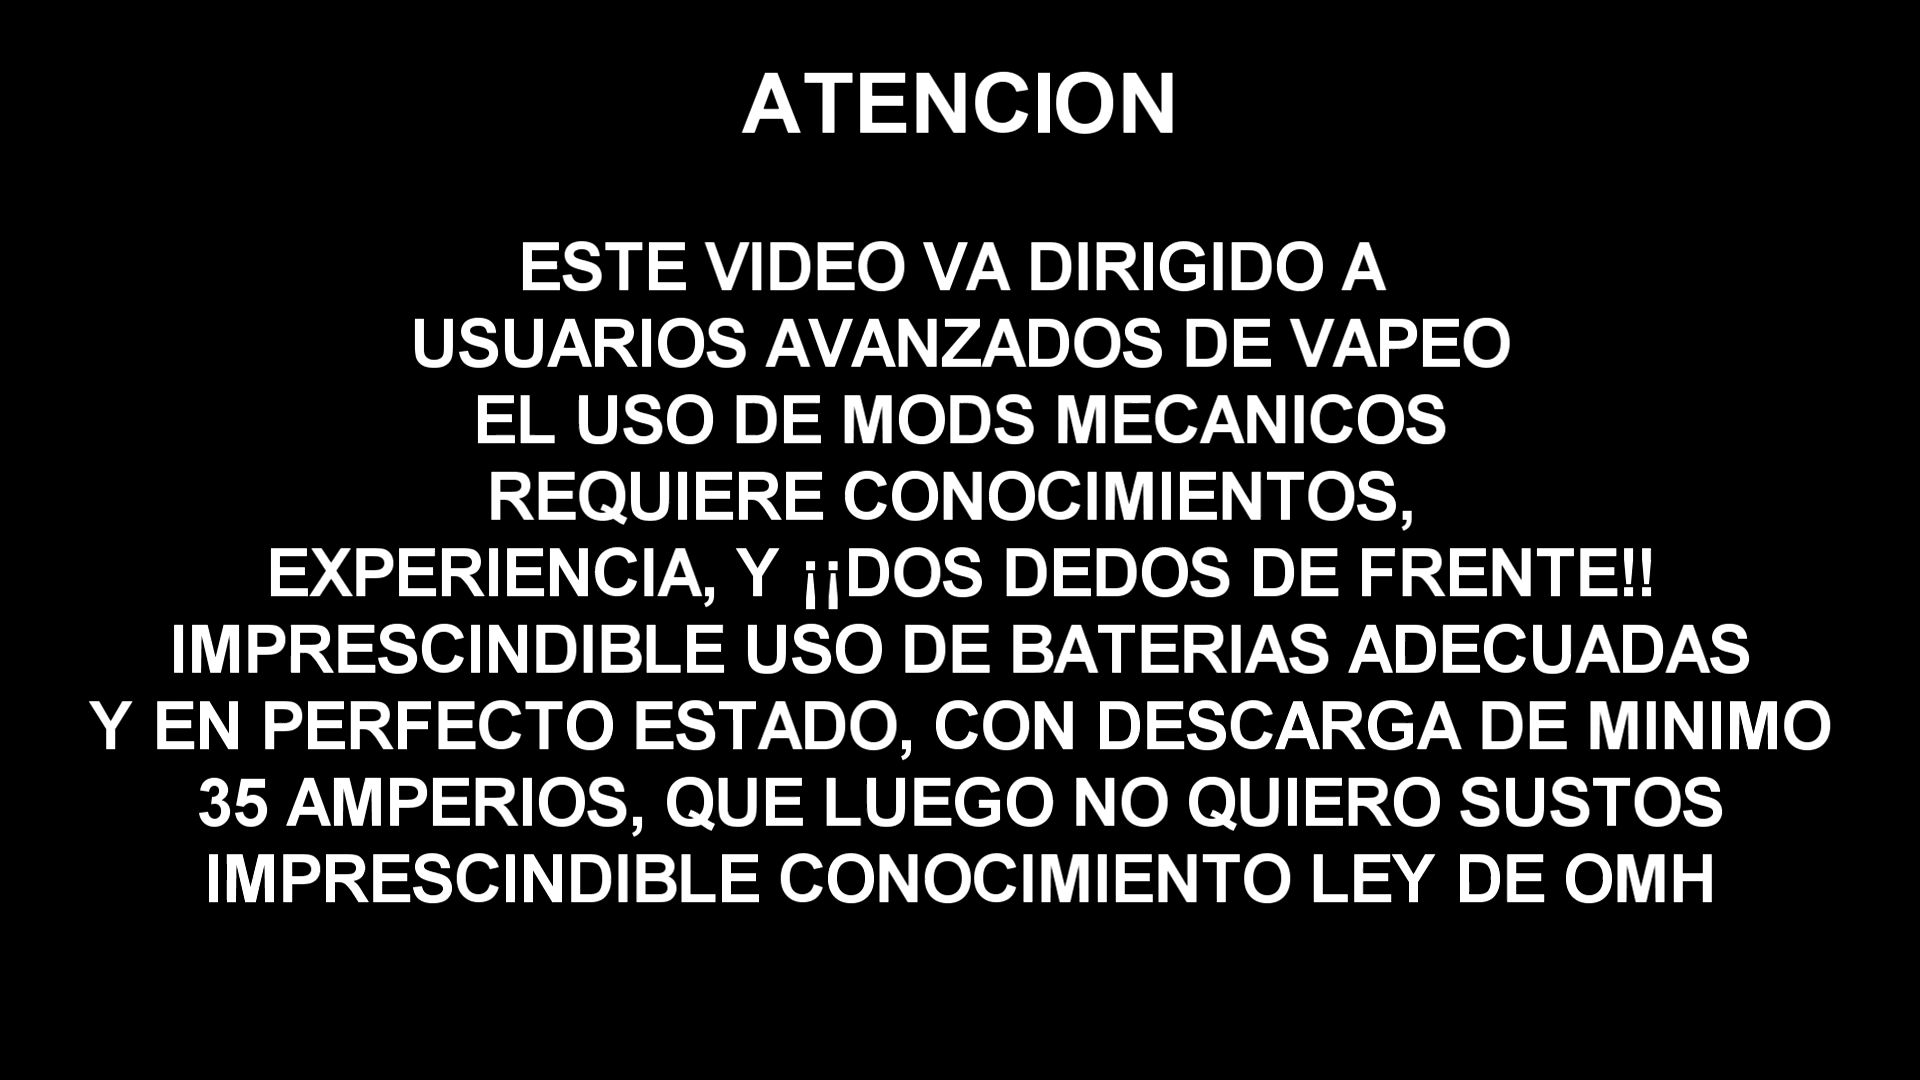 ATENCION
ESTE VIDEO VA DIRIGIDO A
USUARIOS AVANZADOS DE VAPEO
EL USO DE MODS MECANICOS
REQUIERE CONOCIMIENTOS,
EXPERIENCIA, Y ¡¡DOS DEDOS DE FRENTE!!
IMPRESCINDIBLE USO DE BATERIAS ADECUADAS
Y EN PERFECTO ESTADO, CON DESCARGA DE MINIMO
35 AMPERIOS, QUE LUEGO NO QUIERO SUSTOS
IMPRESCINDIBLE CONOCIMIENTO LEY DE OMH